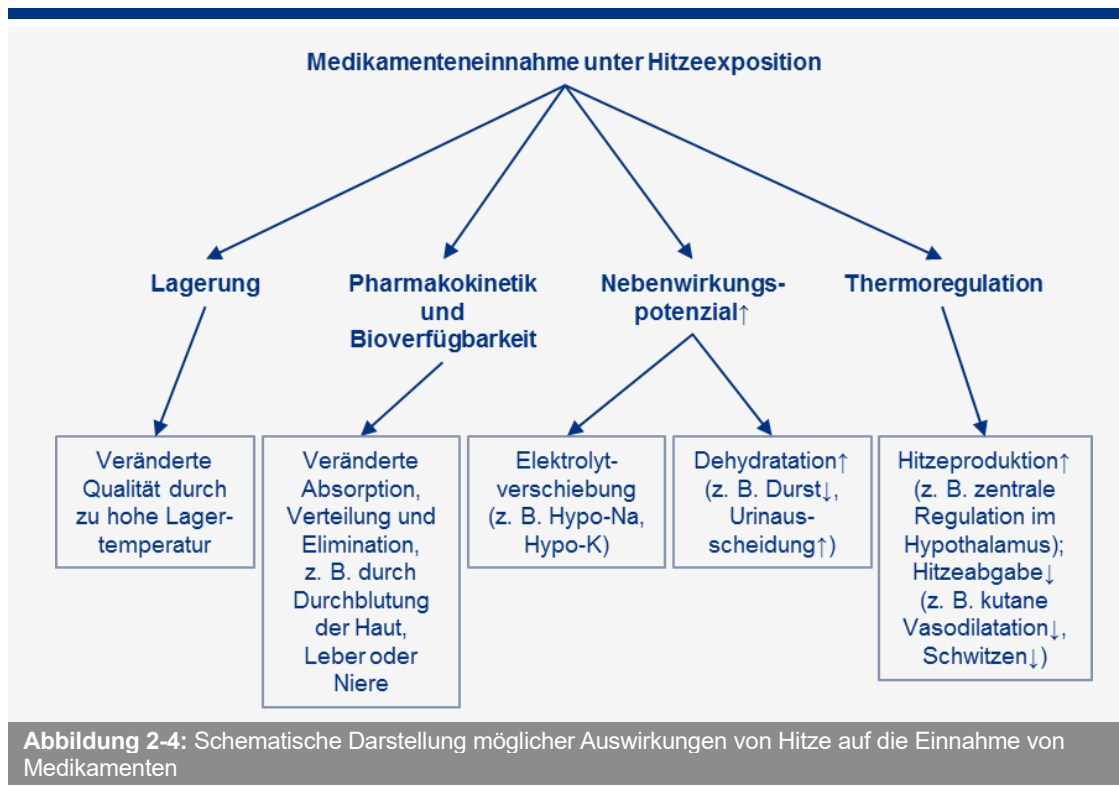 Medikamenteneinnahme unter Hitzeexposition
Lagerung
Pharmakokinetik
und
Bioverfügbarkeit
Nebenwirkungs-
potenzial↑
Thermoregulation
Veränderte
Qualität durch
zu hohe Lager-
temperatur
Veränderte
Absorption,
Verteilung und
Elimination,
z. B. durch
Durchblutung
der Haut,
Leber oder
Niere
Elektrolyt-
verschiebung
(z. B. Hypo-Na,
Hypo-K)
Dehydratation↑
(z. B. Durst↓,
Urinaus-
scheidung↑)
Hitzeproduktion↑
(z. B. zentrale
Regulation im
Hypothalamus);
Hitzeabgabe↓
(z. B. kutane
Vasodilatation↓,
Schwitzen↓)
Abbildung 2-4: Schematische Darstellung möglicher Auswirkungen von Hitze auf die Einnahme von
Medikamenten